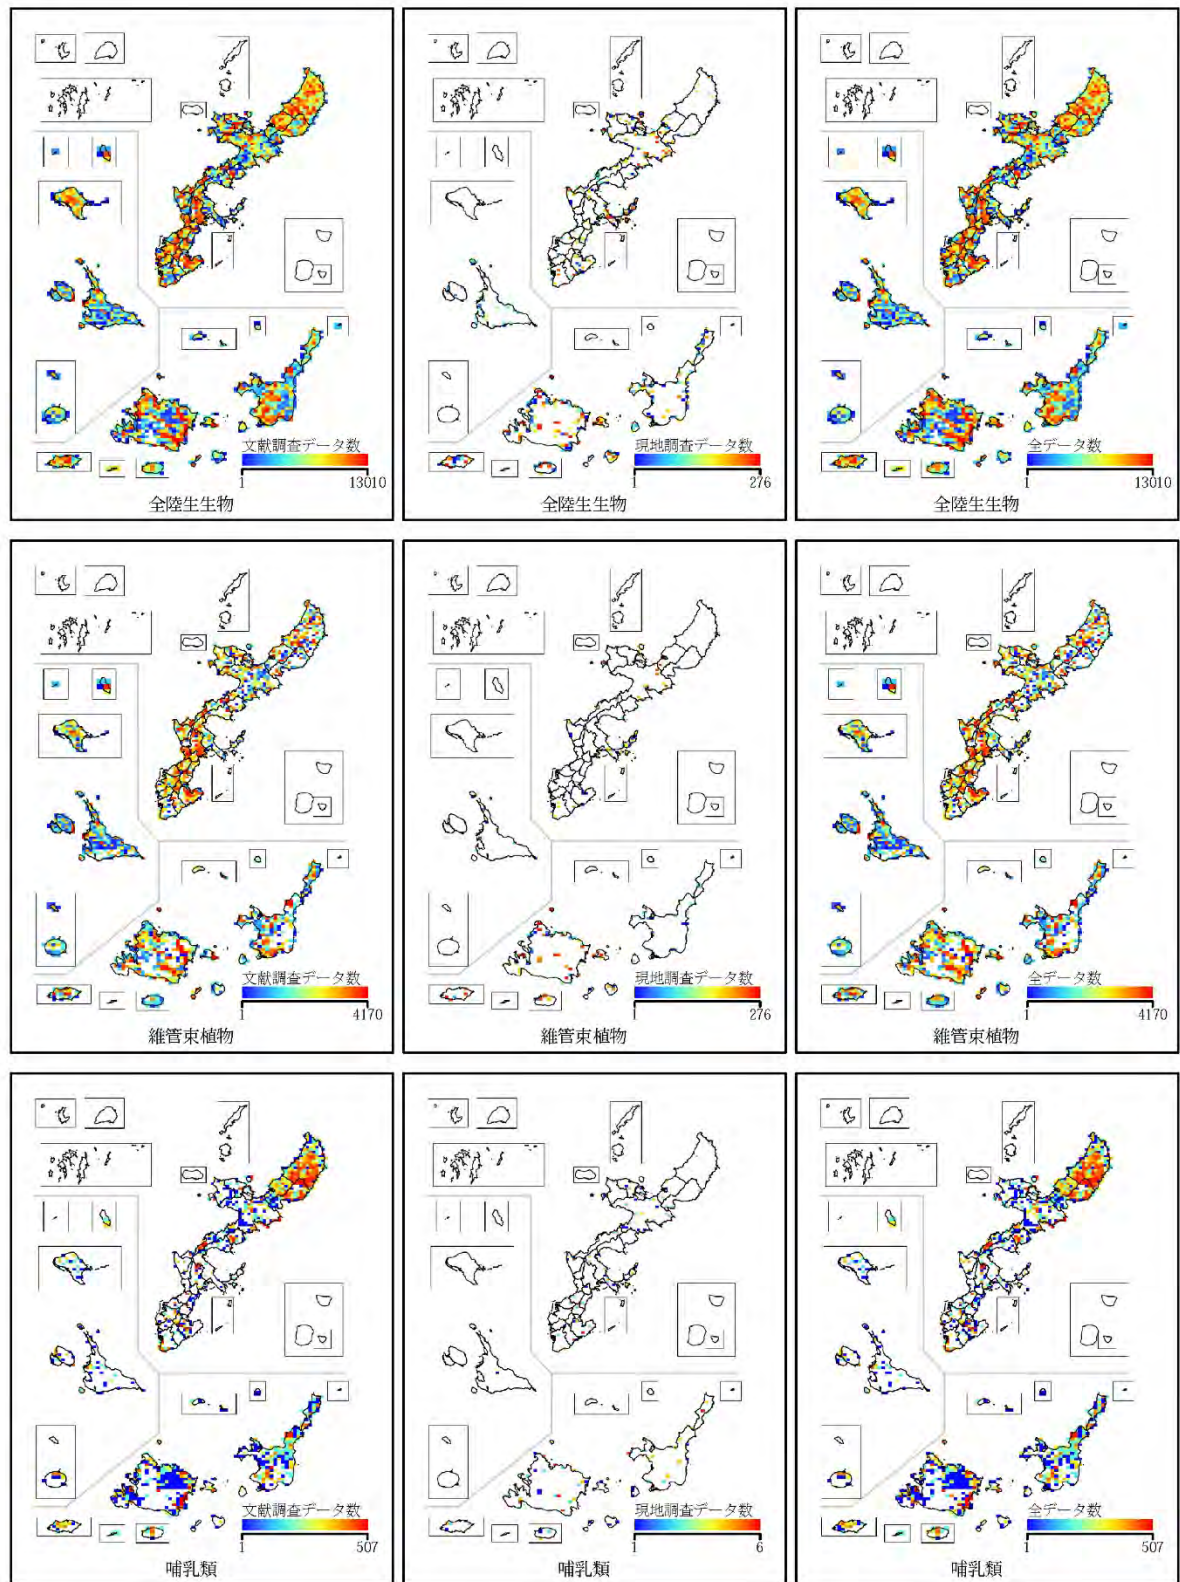 文献調査データ数
1
13010
全陸生生物
現地調査データ数
1
276
全陸生生物
全データ数
1
13010
全陸生生物
文献調査データ数
1
4170
維管束植物
現地調査データ数
1
276
維管束植物
全データ数
1
4170
維管束植物
文献調査データ数
1
507
哺乳類
現地調査データ数
1
6
哺乳類
全データ数
1
507
哺乳類